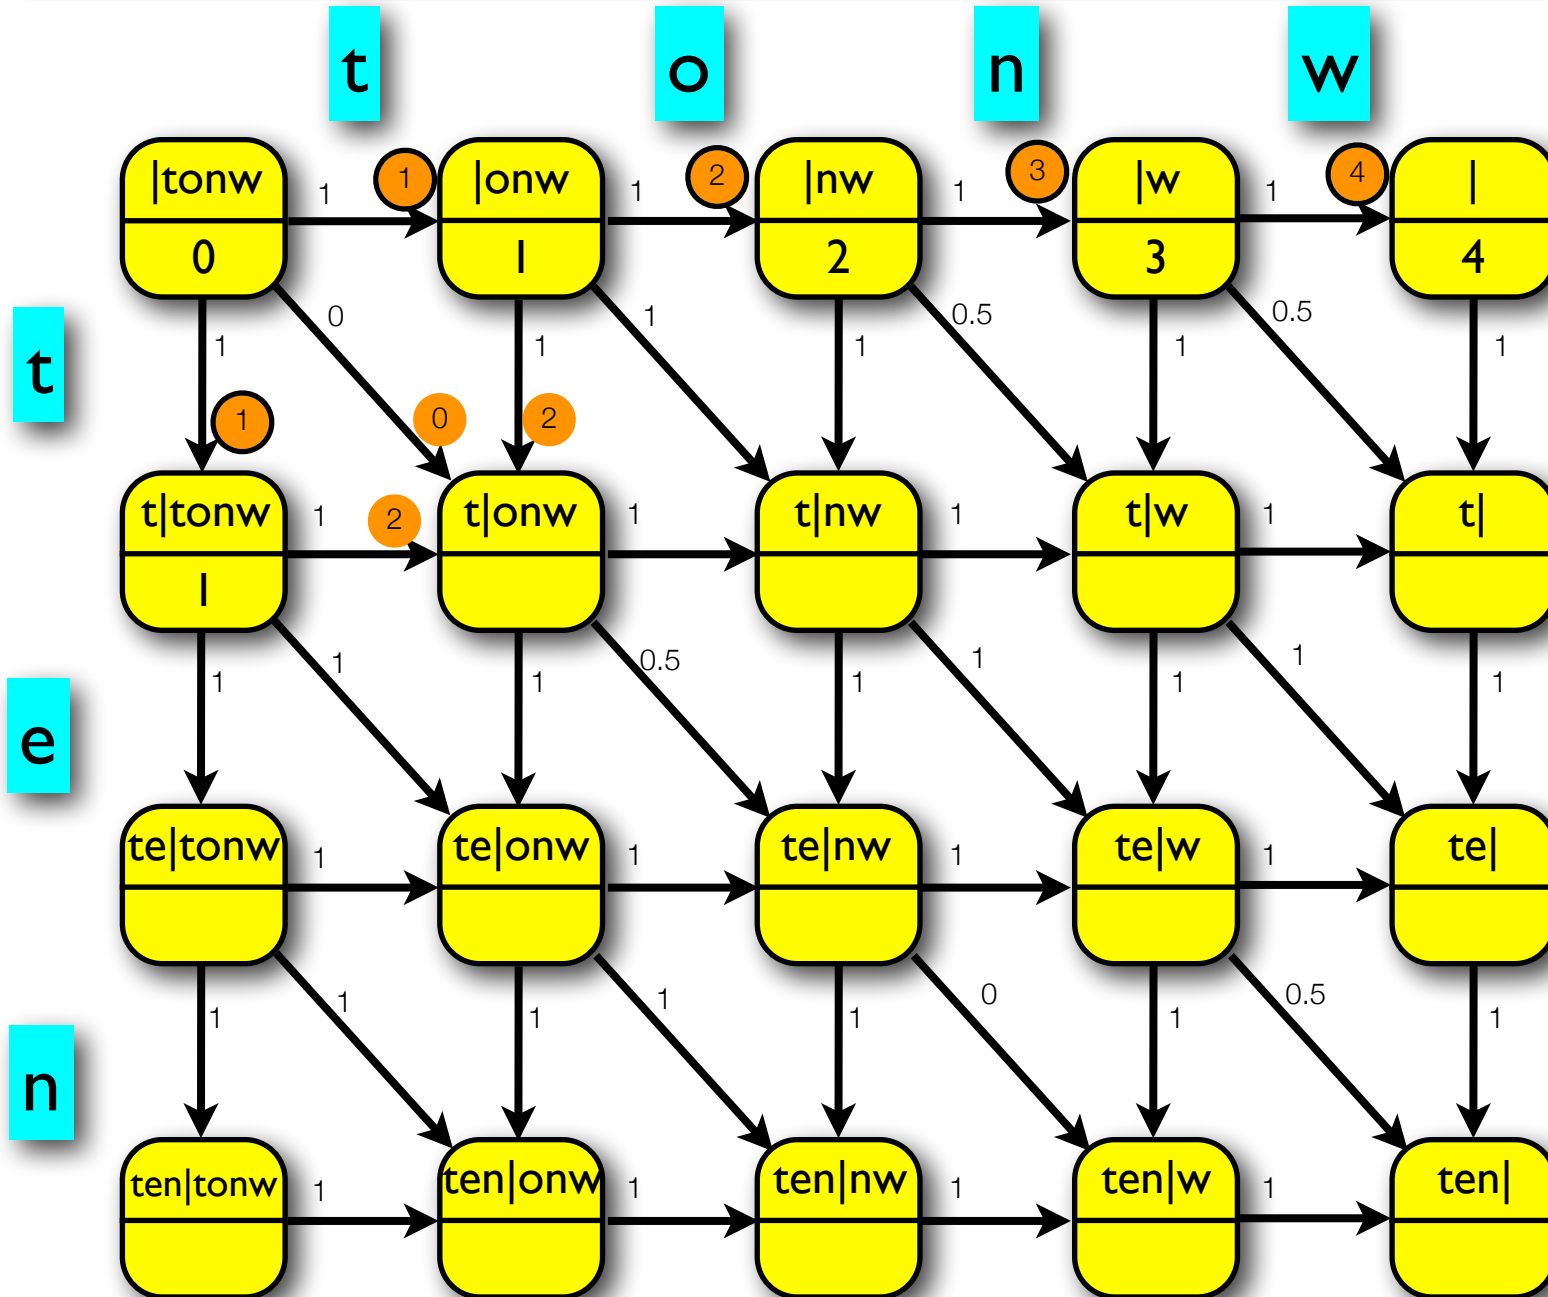 t o n w
|tonw 1 1 |onw 1 2 |nw 1 3 |w 1 4 |
0 1 2 3 4
0 1 0.5 0.5
t 1 1 1 1 1
1 0 2
t|tonw 1 2 t|onw 1 t|nw 1 t|w 1 t|
1
1 0.5 1 1
e 1 1 1 1 1
te|tonw 1 te|onw 1 te|nw 1 te|w 1 te|
1 1 0 0.5
n 1 1 1 1 1
ten|tonw 1 ten|onw 1 ten|nw 1 ten|w 1 ten|